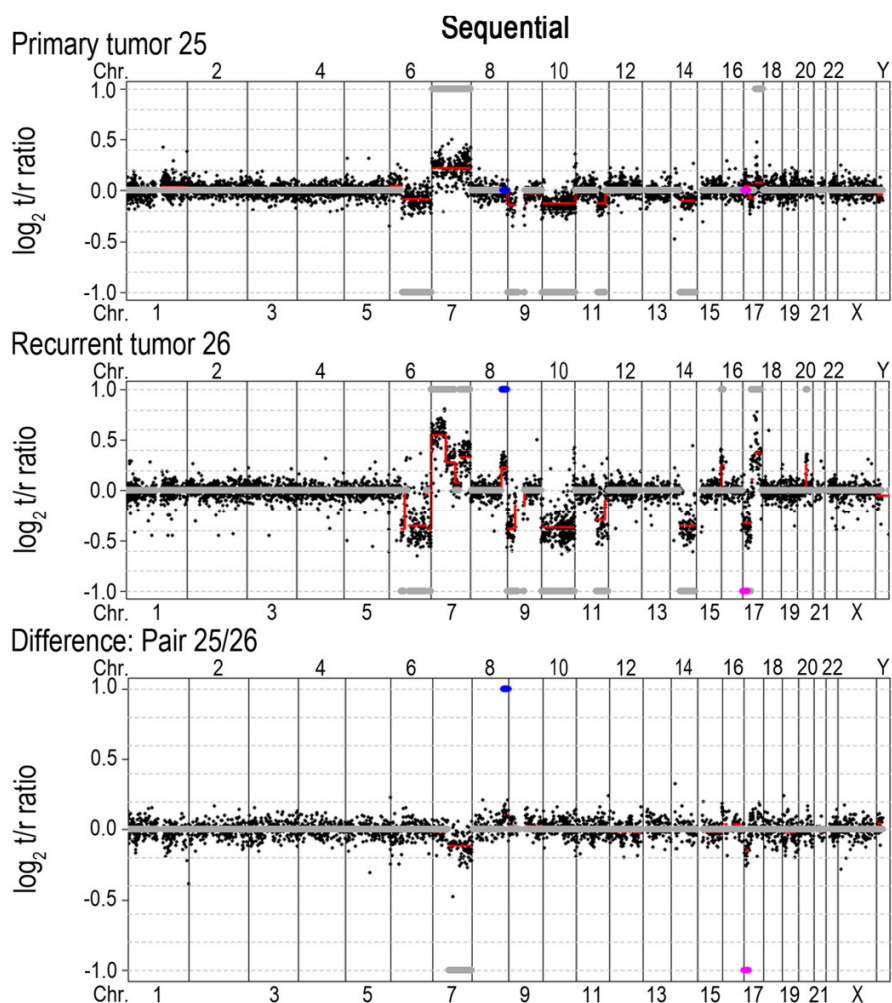 Sequential
Primary tumor 25
Chr. 2 4 6 8 10 12 14 16 18 20 22 Y
1.0
0.5
0.0
-0.5
-1.0
log2 t/r ratio
Chr. 1 3 5 7 9 11 13 15 17 19 21 X
Recurrent tumor 26
Chr. 2 4 6 8 10 12 14 16 18 20 22 Y
1.0
0.5
0.0
-0.5
-1.0
log2 t/r ratio
Chr. 1 3 5 7 9 11 13 15 17 19 21 X
Difference: Pair 25/26
Chr. 2 4 6 8 10 12 14 16 18 20 22 Y
1.0
0.5
0.0
-0.5
-1.0
log2 t/r ratio
Chr. 1 3 5 7 9 11 13 15 17 19 21 X